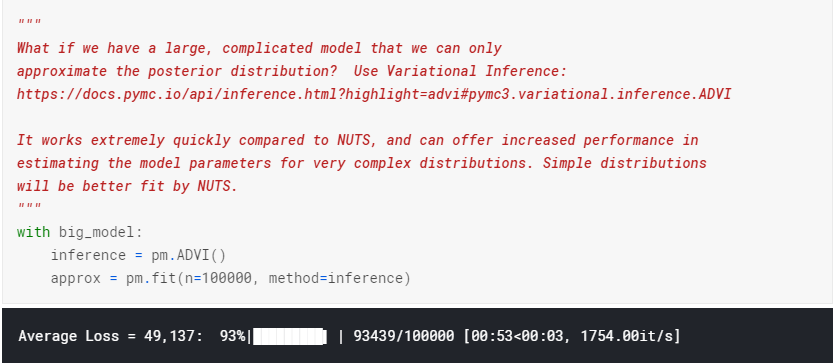 """
What if we have a large, complicated model that we can only
approximate the posterior distribution?  Use Variational Inference:
https://docs.pymc.io/api/inference.html?highlight=advi#pymc3.variational.inference.ADVI
It works extremely quickly compared to NUTS, and can offer increased performance in
estimating the model parameters for very complex distributions. Simple distributions
will be better fit by NUTS.
"""
with big_model:
    inference = pm.ADVI()
    approx = pm.fit(n=100000, method=inference)
Average Loss = 49,137:  93%|█████████▎| 93439/100000 [00:53<00:03, 1754.00it/s]